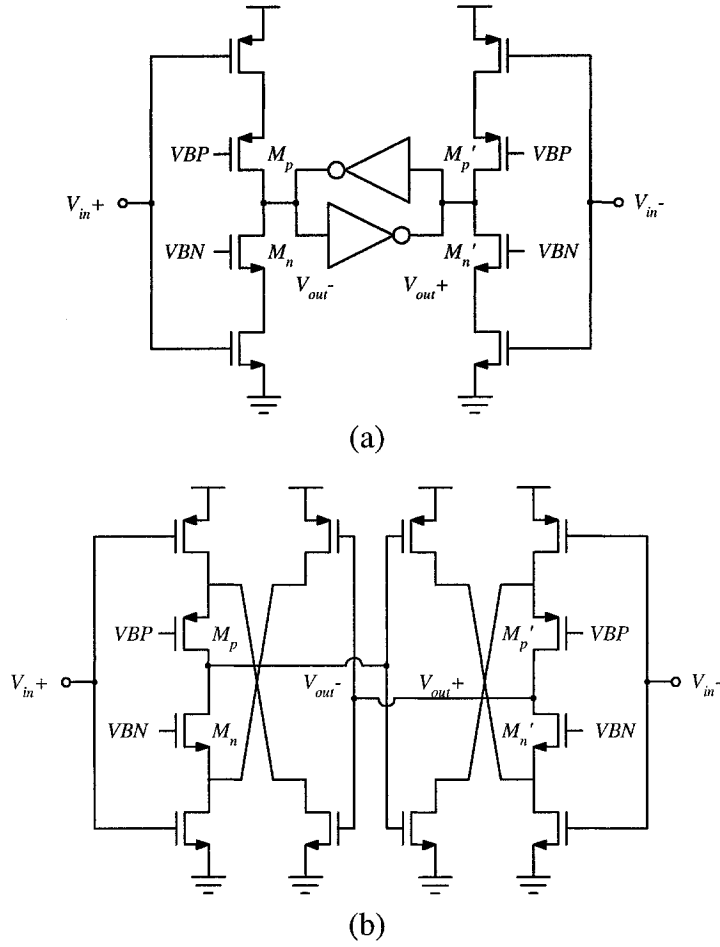 VBP M_p M_p' VBP
V_in+ V_in-
VBN M_n M_n' VBN
V_out- V_out+
(a)
VBP M_p M_p' VBP
V_in+ V_out- V_out+ V_in-
VBN M_n M_n' VBN
(b)